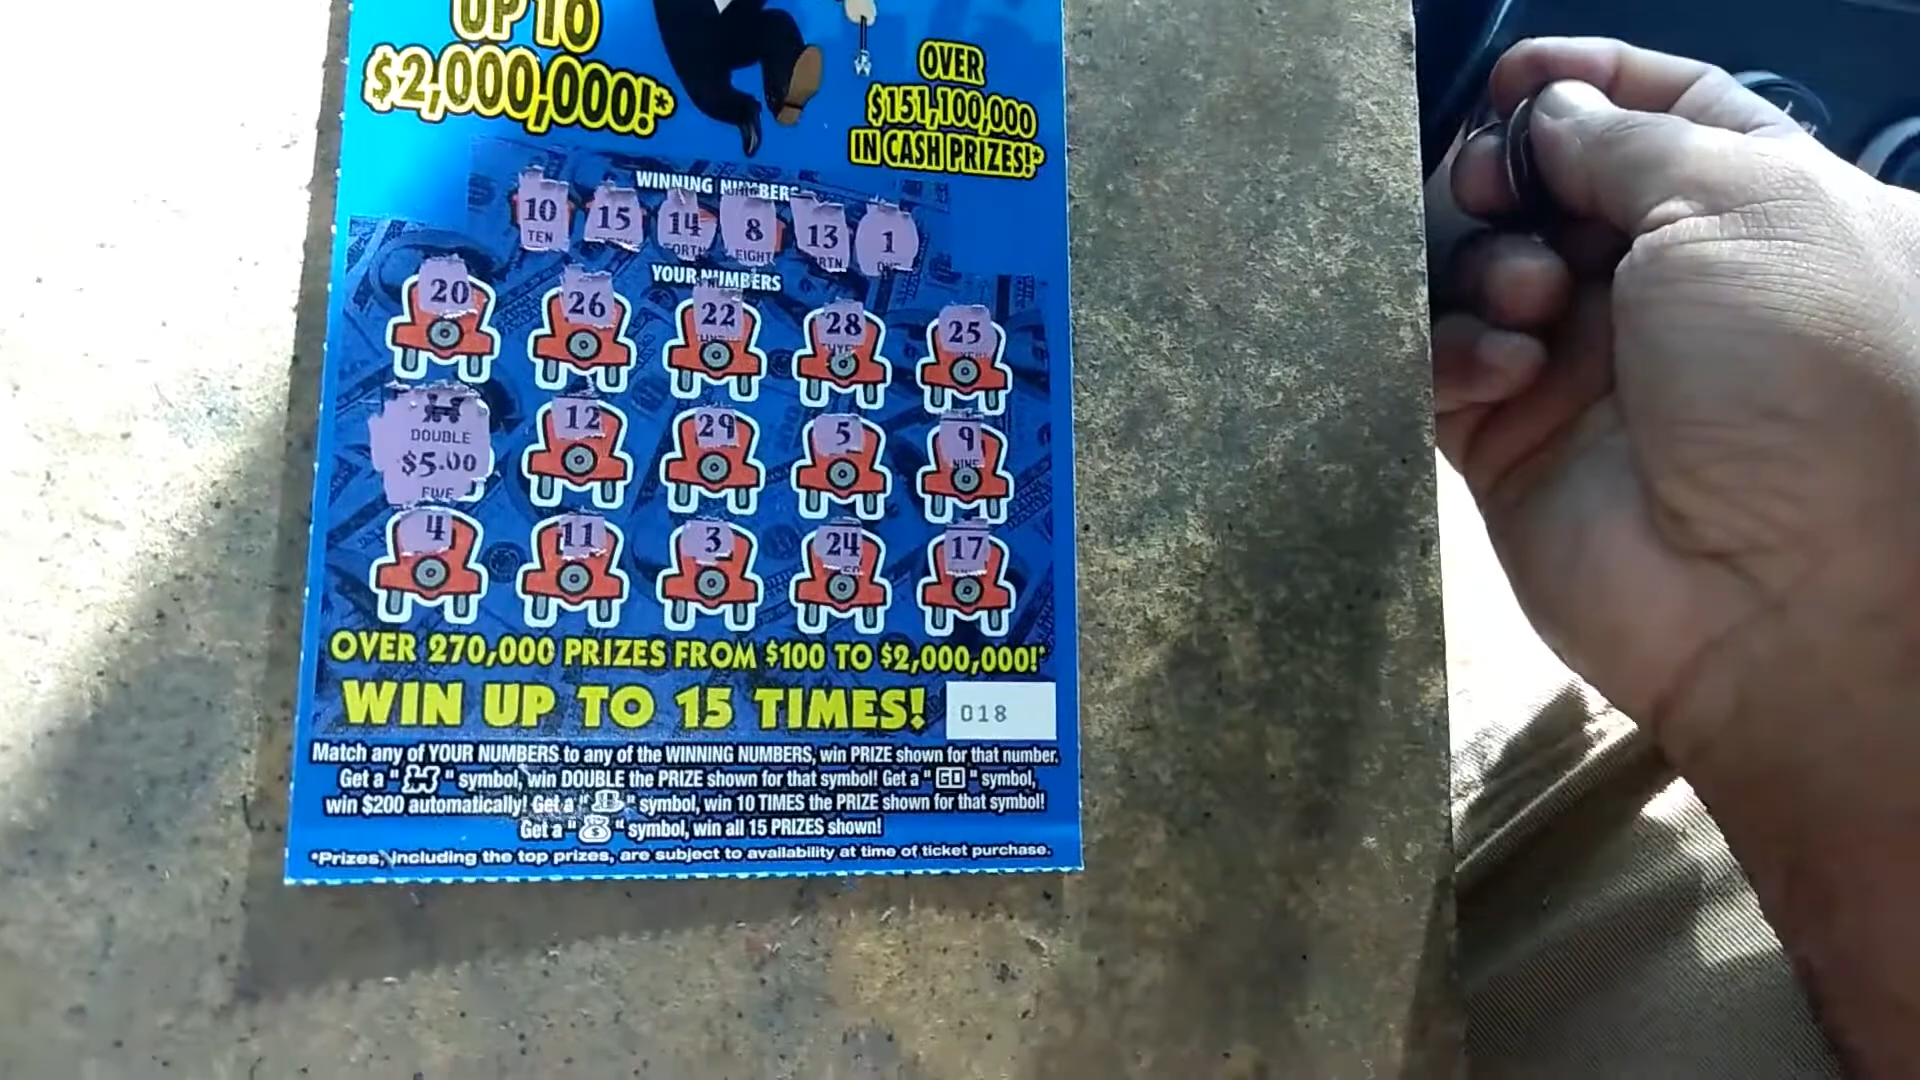 UP TO
$2,000,000!*
OVER
$151,100,000
IN CASH PRIZES!*
WINNING NUMBERS
10 15 14 8 13 1
TEN EIGHT
YOUR NUMBERS
20 26 22 28 25
DOUBLE
$5.00
FIVE
12 29 5 9
NINE
4 11 3 24 17
OVER 270,000 PRIZES FROM $100 TO $2,000,000!*
WIN UP TO 15 TIMES!
018
Match any of YOUR NUMBERS to any of the WINNING NUMBERS, win PRIZE shown for that number.
Get a " " symbol, win DOUBLE the PRIZE shown for that symbol! Get a "GO" symbol,
win $200 automatically! Get a " " symbol, win 10 TIMES the PRIZE shown for that symbol!
Get a " " symbol, win all 15 PRIZES shown!
*Prizes, including the top prizes, are subject to availability at time of ticket purchase.